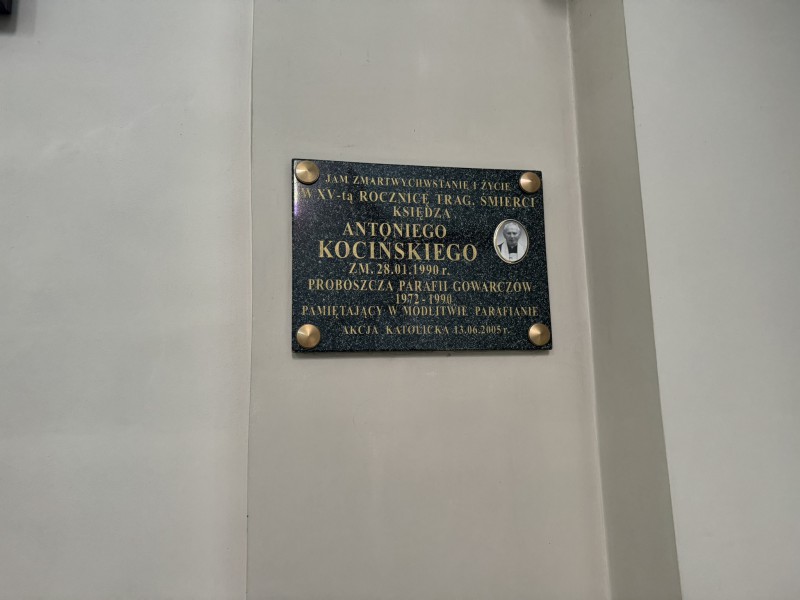 JAM ZMARTWYCHWSTANIE I ŻYCIE
W XV-tą ROCZNICĘ TRAG. ŚMIERCI
KSIĘDZA
ANTONIEGO
KOCIŃSKIEGO
ZM. 28.01.1990 r.
PROBOSZCZA PARAFII GOWARCZÓW
1972 - 1990
PAMIĘTAJĄCY W MODLITWIE PARAFIANIE
AKCJA KATOLICKA 13.06.2005 r.